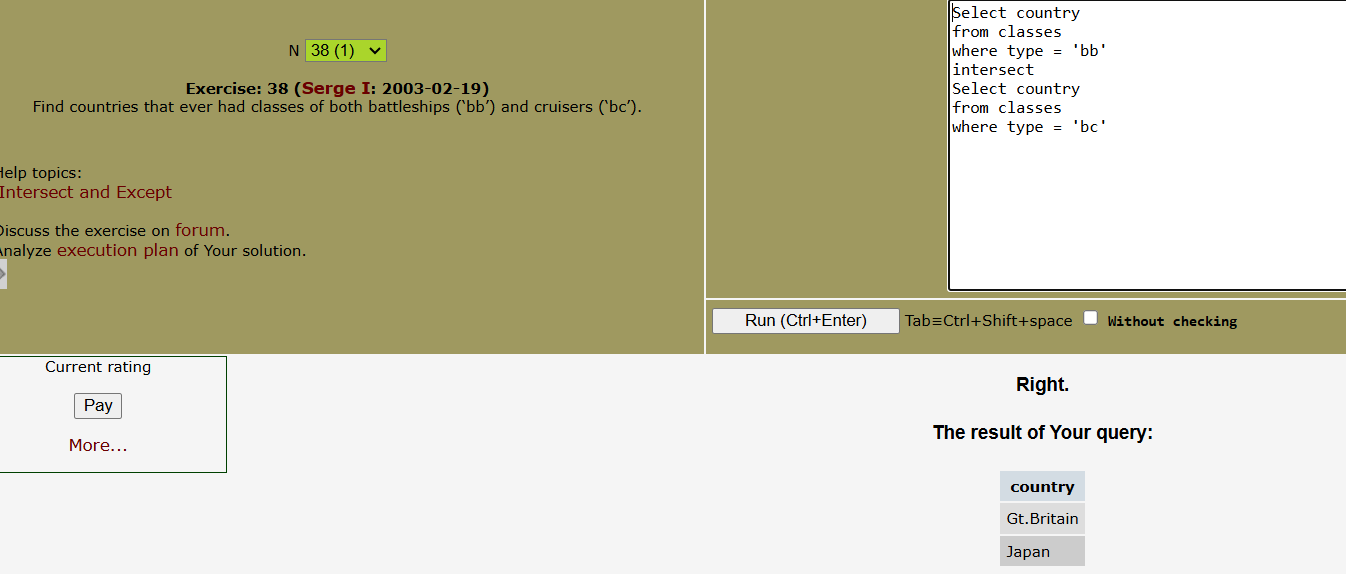 N 38 (1)
Exercise: 38 (Serge I: 2003-02-19)
Find countries that ever had classes of both battleships (‘bb’) and cruisers (‘bc’).
Help topics:
Intersect and Except
Discuss the exercise on forum.
Analyze execution plan of Your solution.
Select country
from classes
where type = 'bb'
intersect
Select country
from classes
where type = 'bc'
Run (Ctrl+Enter) Tab≡Ctrl+Shift+space Without checking
Current rating
Pay
More...
Right.
The result of Your query:
country
Gt.Britain
Japan